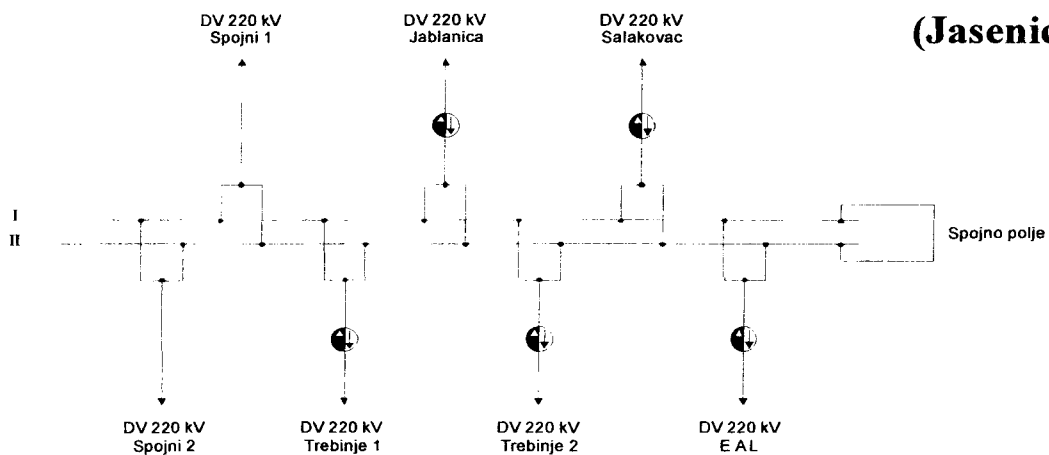 DV 220 kV
Spojni 1
DV 220 kV
Jablanica
DV 220 kV
Salakovac
(Jasenic
I
II
Spojno polje
DV 220 kV
Spojni 2
DV 220 kV
Trebinje 1
DV 220 kV
Trebinje 2
DV 220 kV
E AL